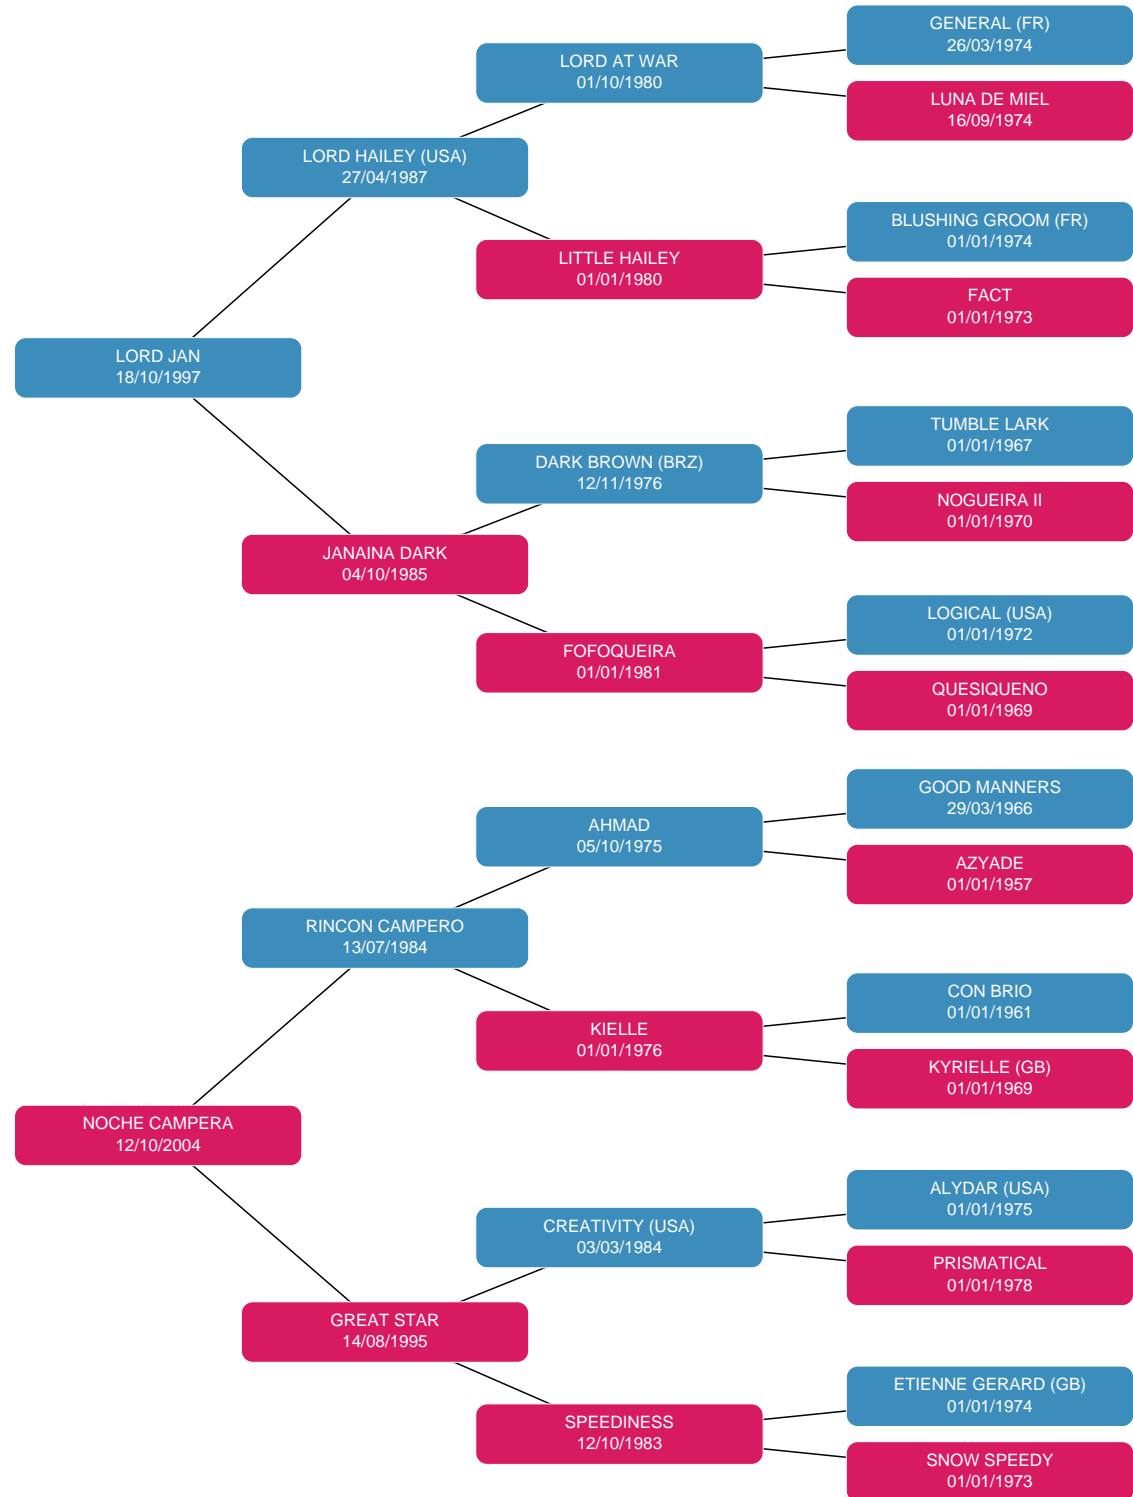 GENERAL (FR)
26/03/1974
LORD AT WAR
01/10/1980
LUNA DE MIEL
16/09/1974
LORD HAILEY (USA)
27/04/1987
BLUSHING GROOM (FR)
01/01/1974
LITTLE HAILEY
01/01/1980
FACT
01/01/1973
LORD JAN
18/10/1997
TUMBLE LARK
01/01/1967
DARK BROWN (BRZ)
12/11/1976
NOGUEIRA II
01/01/1970
JANAINA DARK
04/10/1985
LOGICAL (USA)
01/01/1972
FOFOQUEIRA
01/01/1981
QUESIQUENO
01/01/1969
GOOD MANNERS
29/03/1966
AHMAD
05/10/1975
AZYADE
01/01/1957
RINCON CAMPERO
13/07/1984
CON BRIO
01/01/1961
KIELLE
01/01/1976
KYRIELLE (GB)
01/01/1969
NOCHE CAMPERA
12/10/2004
ALYDAR (USA)
01/01/1975
CREATIVITY (USA)
03/03/1984
PRISMATICAL
01/01/1978
GREAT STAR
14/08/1995
ETIENNE GERARD (GB)
01/01/1974
SPEEDINESS
12/10/1983
SNOW SPEEDY
01/01/1973